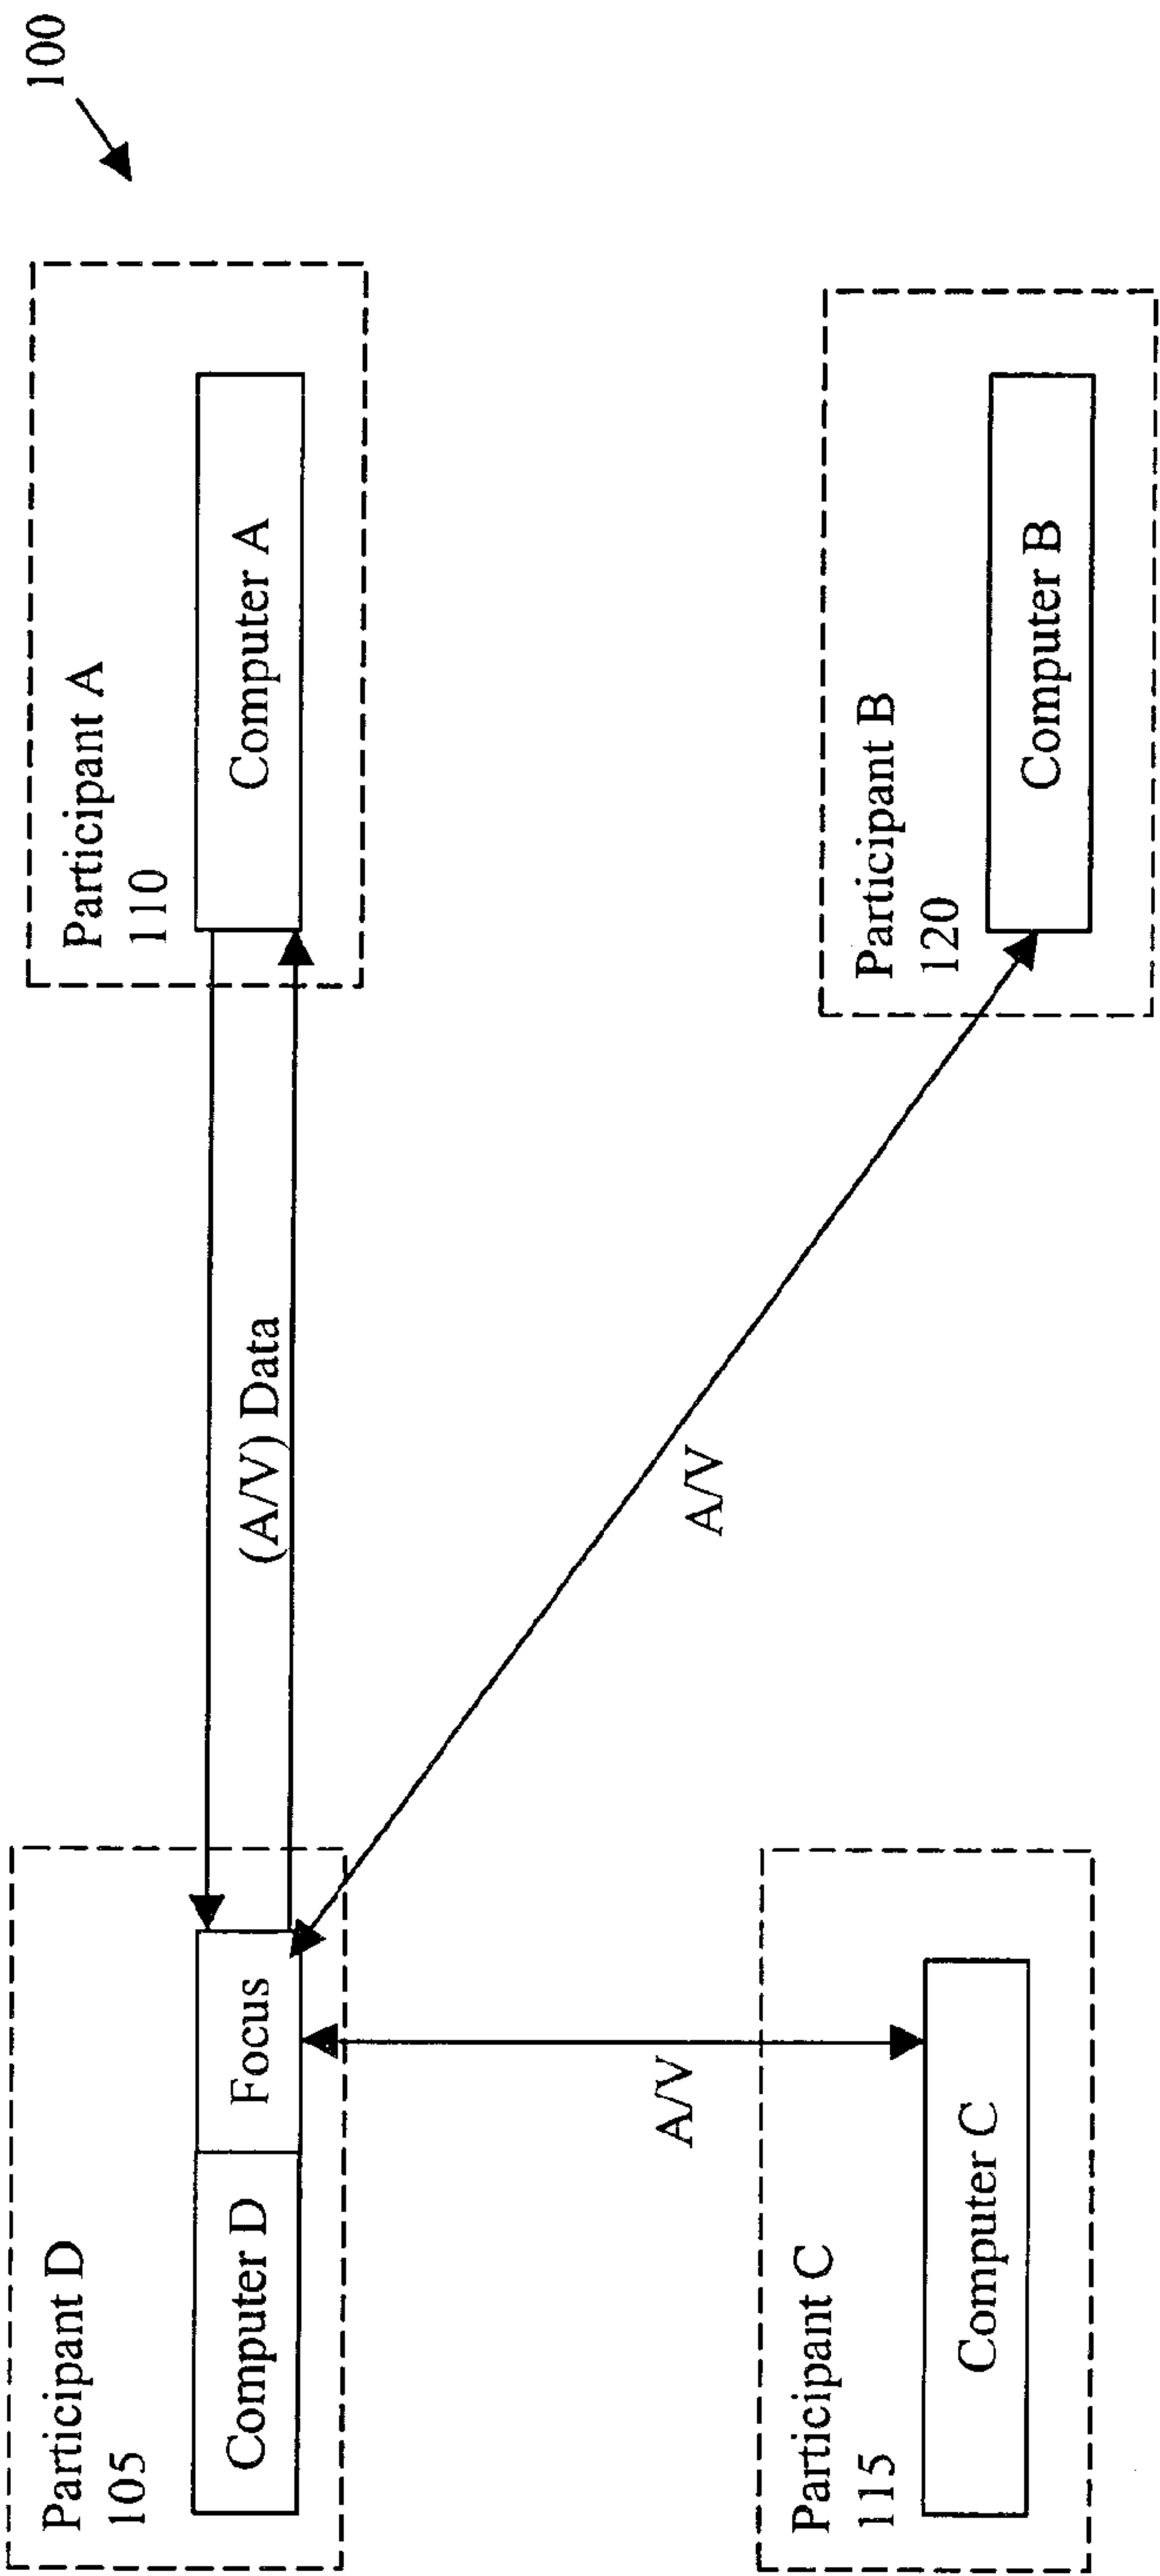 100
Participant D
105
Computer D
Focus
(A/V) Data
Participant A
110
Computer A
A/V
A/V
Participant C
115
Computer C
Participant B
120
Computer B